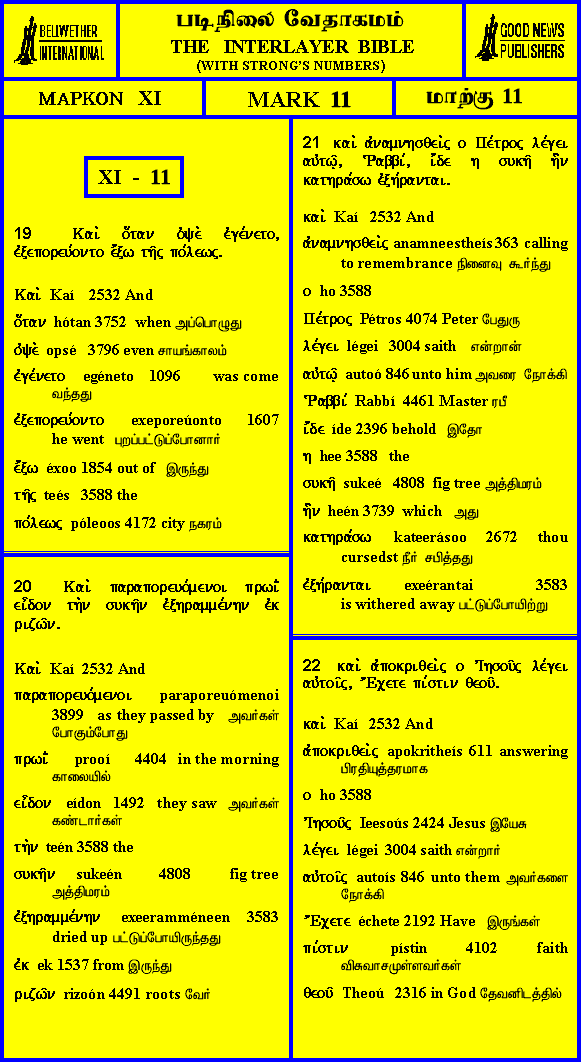 BELLWETHER
INTERNATIONAL
படிநிலை வேதாகமம்
THE INTERLAYER BIBLE
(WITH STRONG'S NUMBERS)
GOOD NEWS
PUBLISHERS
ΜΑΡΚΟΝ XI
MARK 11
மாற்கு 11
XI - 11
19 Καὶ ὅταν ὀψὲ ἐγένετο,
ἐξεπορεύοντο ἔξω τῆς πόλεως.
Καὶ Kaí 2532 And
ὅταν hótan 3752 when அப்பொழுது
ὀψὲ opsé 3796 even சாயங்காலம்
ἐγένετο egéneto 1096 was come
வந்தது
ἐξεπορεύοντο exeporeúonto 1607
he went புறப்பட்டுப்போனார்
ἔξω éxoo 1854 out of இருந்து
τῆς teés 3588 the
πόλεως póleoos 4172 city நகரம்
20 Καὶ παραπορευόμενοι πρωῒ
εἶδον τὴν συκῆν ἐξηραμμένην ἐκ
ριζῶν.
Καὶ Kaí 2532 And
παραπορευόμενοι paraporeuómenoi
3899 as they passed by அவர்கள்
போகும்போது
πρωῒ prooí 4404 in the morning
காலையில்
εἶδον eídon 1492 they saw அவர்கள்
கண்டார்கள்
τὴν teén 3588 the
συκῆν sukeén 4808 fig tree
அத்திமரம்
ἐξηραμμένην exeeramméneen 3583
dried up பட்டுப்போயிருந்தது
ἐκ ek 1537 from இருந்து
ριζῶν rizoón 4491 roots வேர்
21 καὶ ἀναμνησθεὶς ο Πέτρος λέγει
αὐτῷ, Ῥαββί, ἴδε η συκῆ ἣν
κατηράσω ἐξήρανται.
καὶ Kaí 2532 And
ἀναμνησθεὶς anamneestheís 363 calling
to remembrance நினைவு கூர்ந்து
ο ho 3588
Πέτρος Pétros 4074 Peter பேதுரு
λέγει légei 3004 saith என்றான்
αὐτῷ autoó 846 unto him அவரை நோக்கி
Ῥαββί Rabbí 4461 Master ரபீ
ἴδε íde 2396 behold இதோ
η hee 3588 the
συκῆ sukeé 4808 fig tree அத்திமரம்
ἣν heén 3739 which அது
κατηράσω kateerásoo 2672 thou
cursedst நீர் சபித்தது
ἐξήρανται exeérantai 3583
is withered away பட்டுப்போயிற்று
22 καὶ ἀποκριθεὶς ο Ἰησοῦς λέγει
αὐτοῖς, Ἔχετε πίστιν θεοῦ.
καὶ Kaí 2532 And
ἀποκριθεὶς apokritheís 611 answering
பிரதியுத்தரமாக
ο ho 3588
Ἰησοῦς Ieesoús 2424 Jesus இயேசு
λέγει légei 3004 saith என்றார்
αὐτοῖς autoís 846 unto them அவர்களை
நோக்கி
Ἔχετε échete 2192 Have இருங்கள்
πίστιν pístin 4102 faith
விசுவாசமுள்ளவர்கள்
θεοῦ Theoú 2316 in God தேவனிடத்தில்